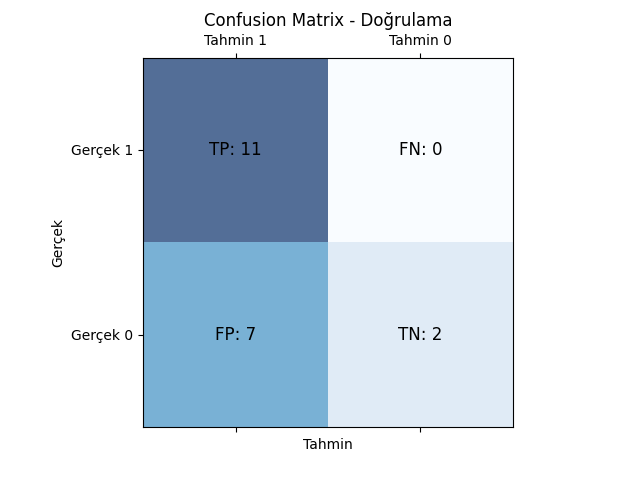 Confusion Matrix - Doğrulama
Tahmin 1 Tahmin 0
Gerçek 1 TP: 11 FN: 0
Gerçek
Gerçek 0 FP: 7 TN: 2
Tahmin